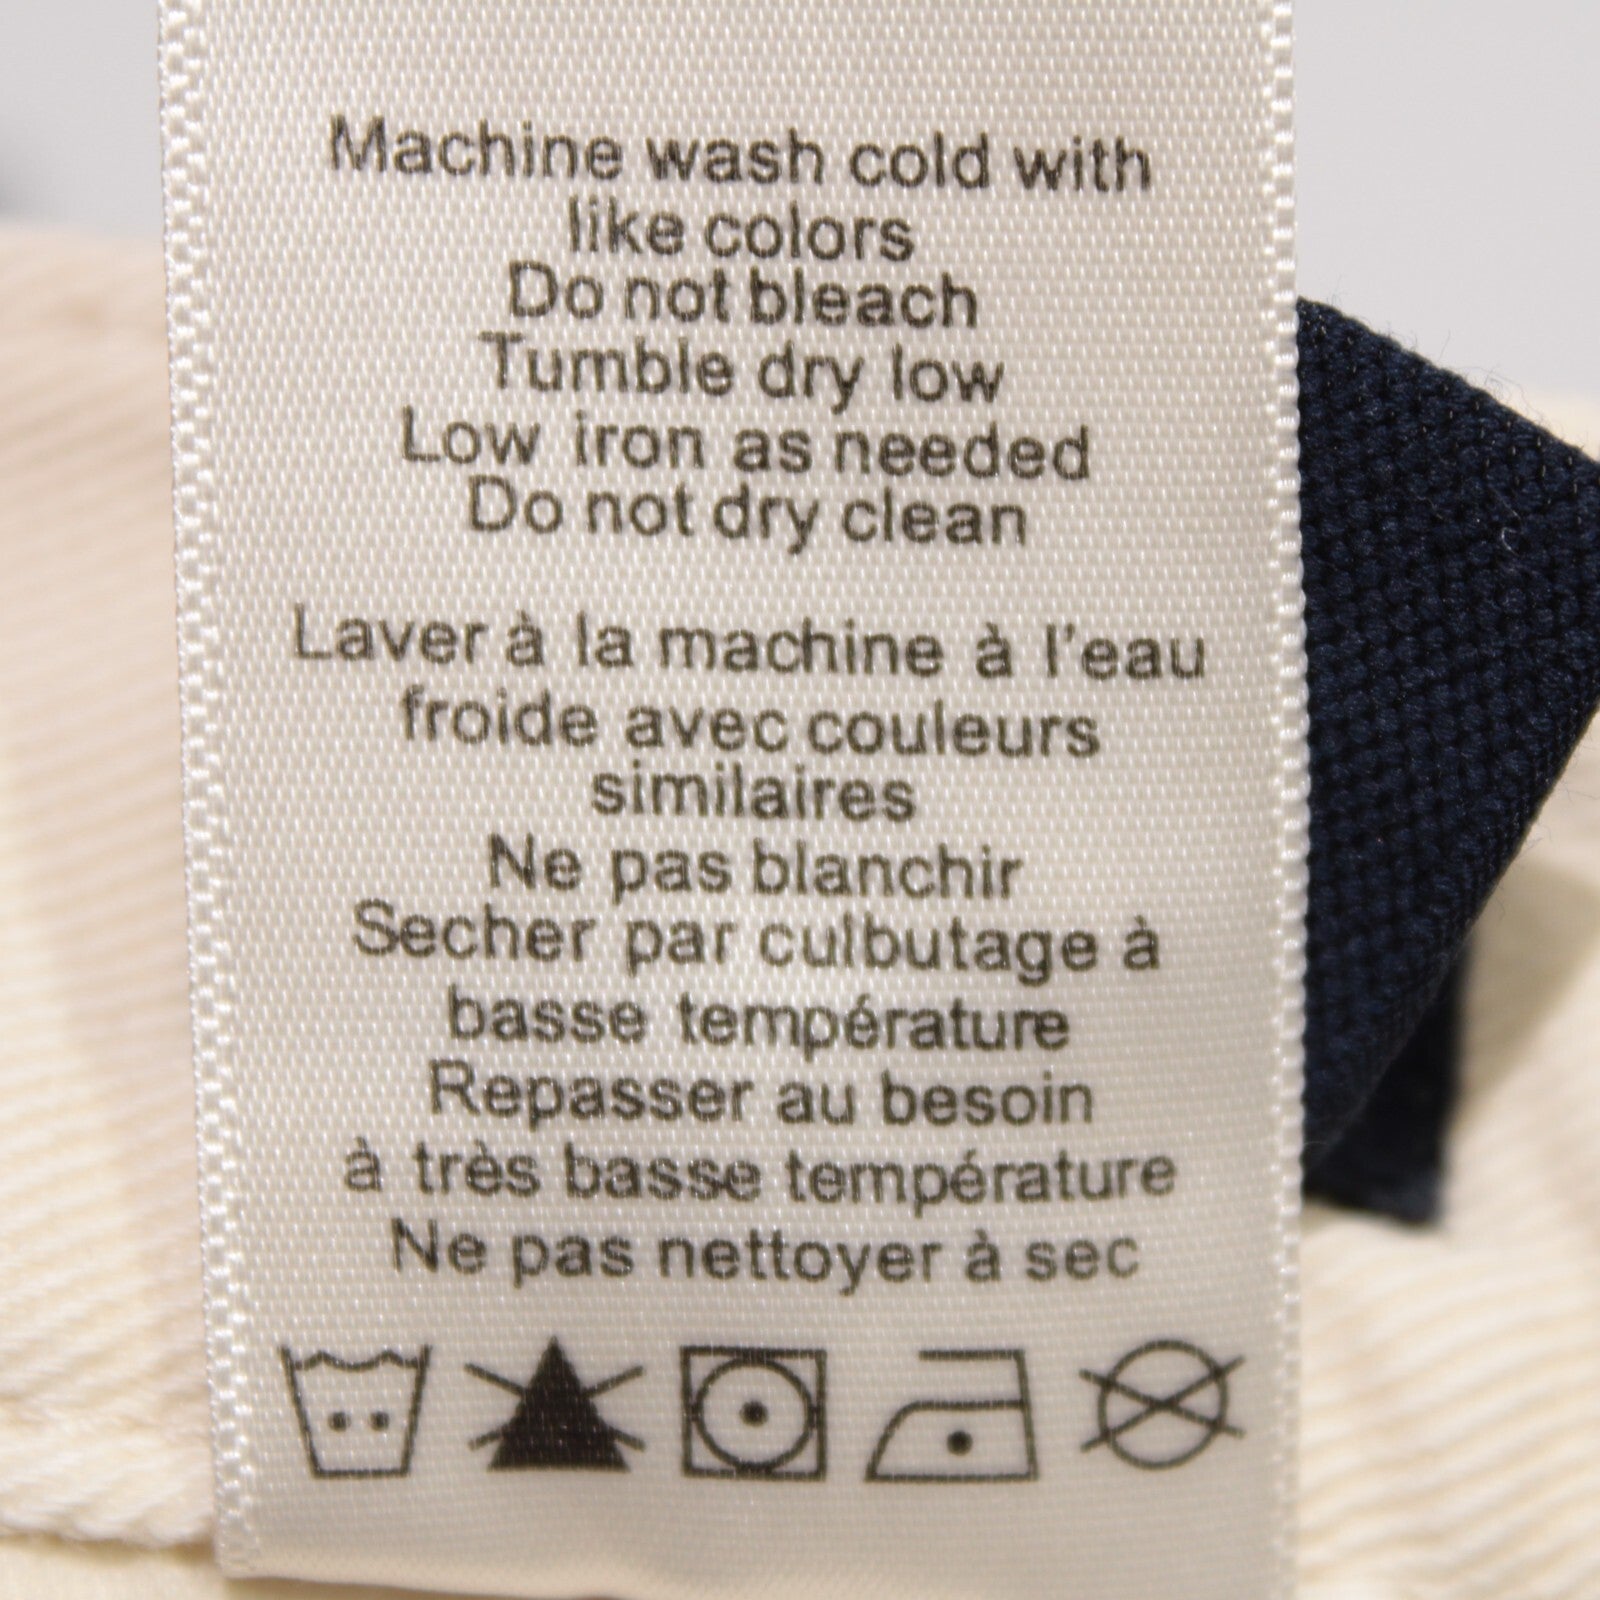 Machine wash cold with
like colors
Do not bleach
Tumble dry low
Low iron as needed
Do not dry clean
Laver à la machine à l'eau
froide avec couleurs
similaires
Ne pas blanchir
Secher par culbutage à
basse température
Repasser au besoin
à très basse température
Ne pas nettoyer à sec